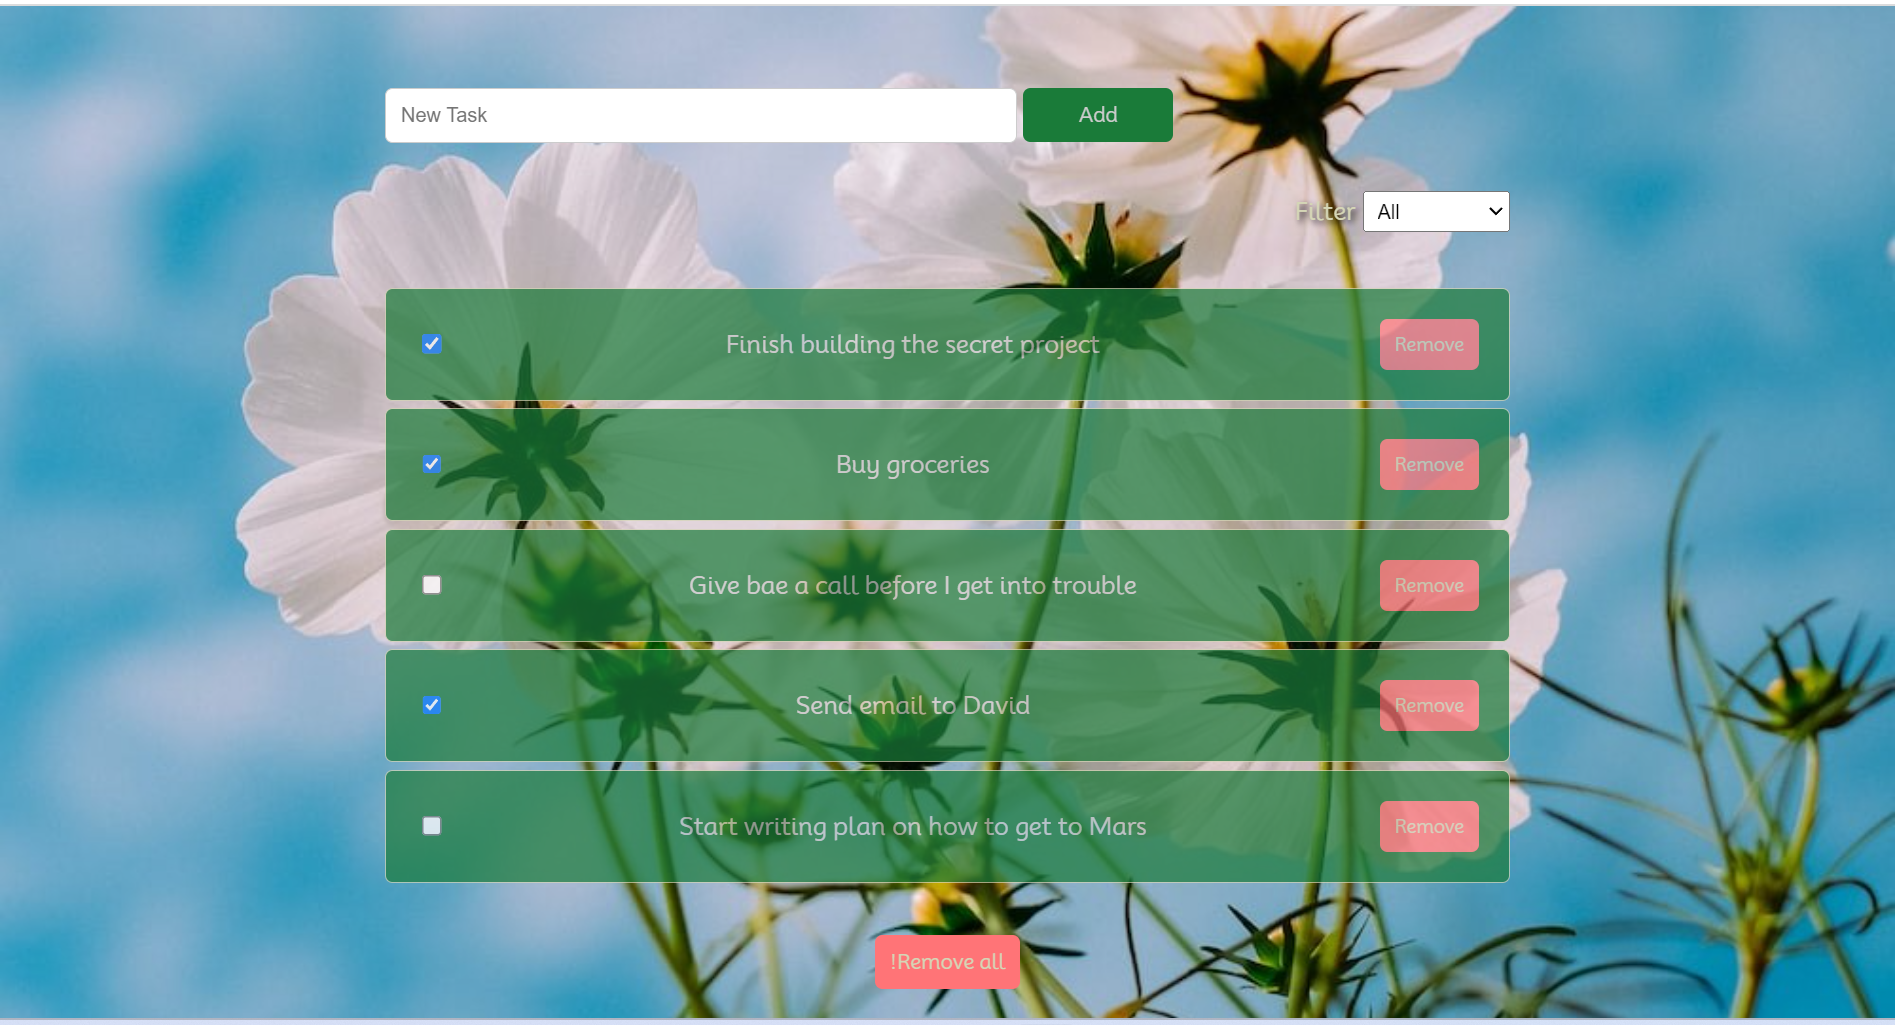 New Task
Add
Filter
All
Finish building the secret project
Remove
Buy groceries
Remove
Give bae a call before I get into trouble
Remove
Send email to David
Remove
Start writing plan on how to get to Mars
Remove
!Remove all